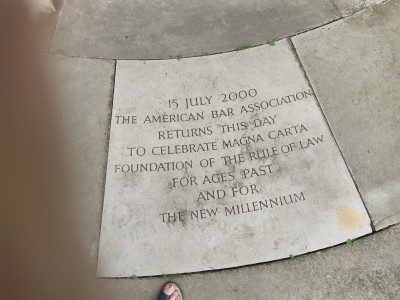 15 JULY 2000
THE AMERICAN BAR ASSOCIATION
RETURNS THIS DAY
TO CELEBRATE MAGNA CARTA
FOUNDATION OF THE RULE OF LAW
FOR AGES PAST
AND FOR
THE NEW MILLENNIUM